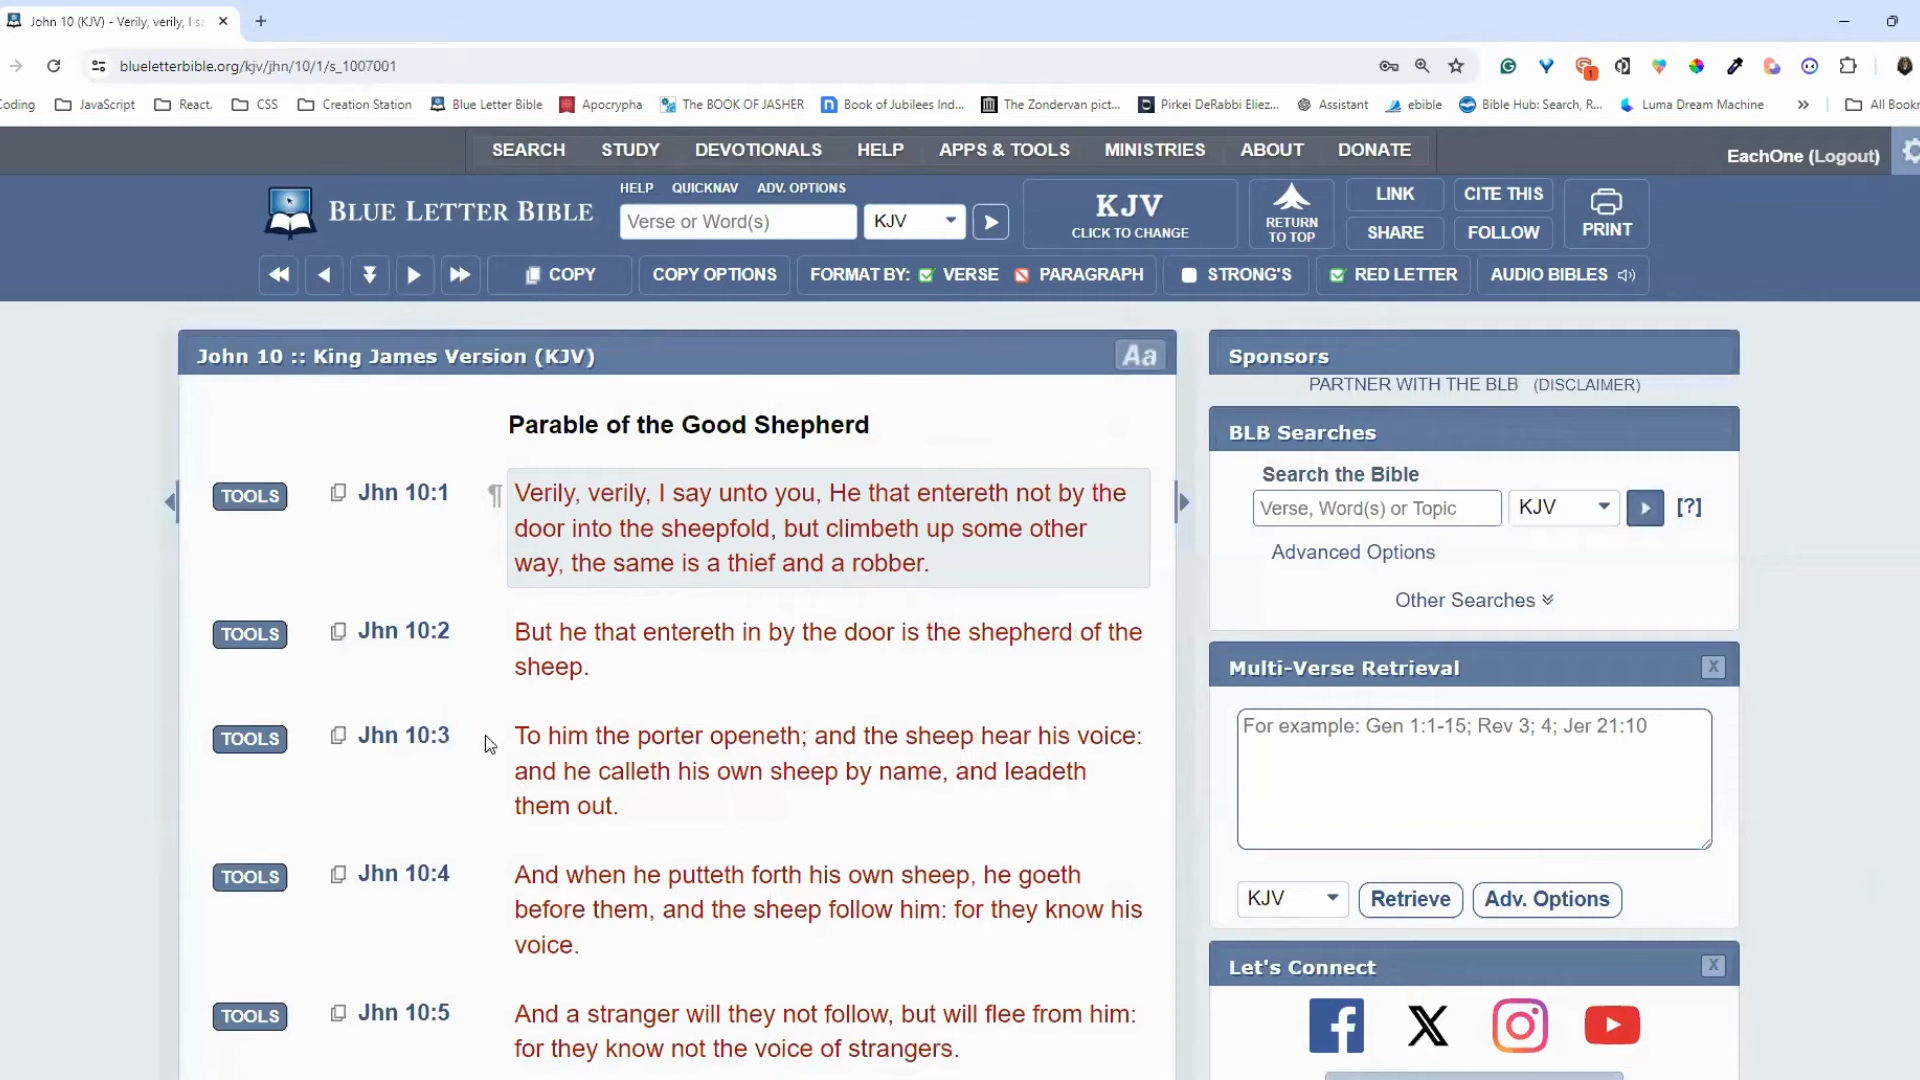 John 10 (KJV) - Verily, verily, I sa
blueletterbible.org/kjv/jhn/10/1/s_1007001
1
Coding JavaScript React. CSS Creation Station Blue Letter Bible Apocrypha The BOOK OF JASHER Book of Jubilees Ind... The Zondervan pict... Pirkei DeRabbi Eliez... Assistant ebible Bible Hub: Search, R... Luma Dream Machine » All Bookm
SEARCH STUDY DEVOTIONALS HELP APPS & TOOLS MINISTRIES ABOUT DONATE
EachOne (Logout)
HELP QUICKNAV ADV. OPTIONS
BLUE LETTER BIBLE
Verse or Word(s)
KJV
KJV
CLICK TO CHANGE
RETURN
TO TOP
LINK
CITE THIS
SHARE
FOLLOW
PRINT
COPY COPY OPTIONS FORMAT BY: VERSE PARAGRAPH STRONG'S RED LETTER AUDIO BIBLES
John 10 :: King James Version (KJV)
Aa
Parable of the Good Shepherd
TOOLS Jhn 10:1 ¶ Verily, verily, I say unto you, He that entereth not by the
door into the sheepfold, but climbeth up some other
way, the same is a thief and a robber.
TOOLS Jhn 10:2 But he that entereth in by the door is the shepherd of the
sheep.
TOOLS Jhn 10:3 To him the porter openeth; and the sheep hear his voice:
and he calleth his own sheep by name, and leadeth
them out.
TOOLS Jhn 10:4 And when he putteth forth his own sheep, he goeth
before them, and the sheep follow him: for they know his
voice.
TOOLS Jhn 10:5 And a stranger will they not follow, but will flee from him:
for they know not the voice of strangers.
Sponsors
PARTNER WITH THE BLB (DISCLAIMER)
BLB Searches
Search the Bible
Verse, Word(s) or Topic
KJV
[?]
Advanced Options
Other Searches
Multi-Verse Retrieval
X
For example: Gen 1:1-15; Rev 3; 4; Jer 21:10
KJV
Retrieve
Adv. Options
Let's Connect
X